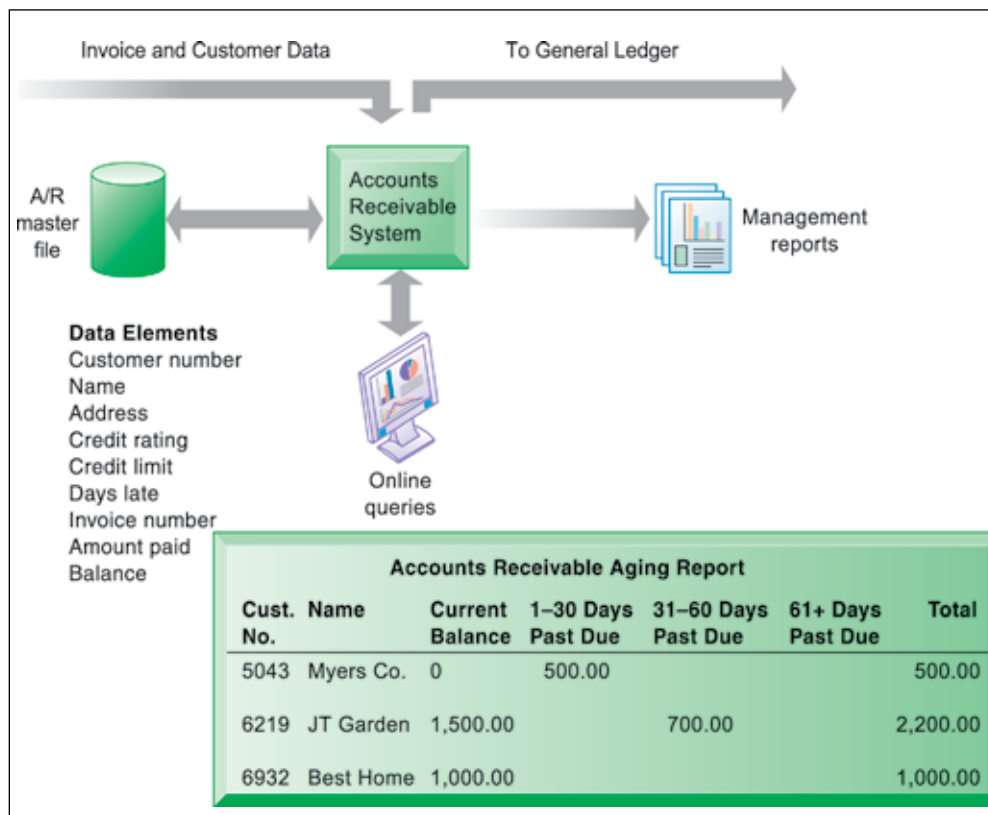 Invoice and Customer Data
To General Ledger
A/R
master
file
Accounts
Receivable
System
Management
reports
Data Elements
Customer number
Name
Address
Credit rating
Credit limit
Days late
Invoice number
Amount paid
Balance
Online
queries
Accounts Receivable Aging Report
Cust. Name Current 1–30 Days 31–60 Days 61+ Days Total
No. Balance Past Due Past Due Past Due
5043 Myers Co. 0 500.00 500.00
6219 JT Garden 1,500.00 700.00 2,200.00
6932 Best Home 1,000.00 1,000.00